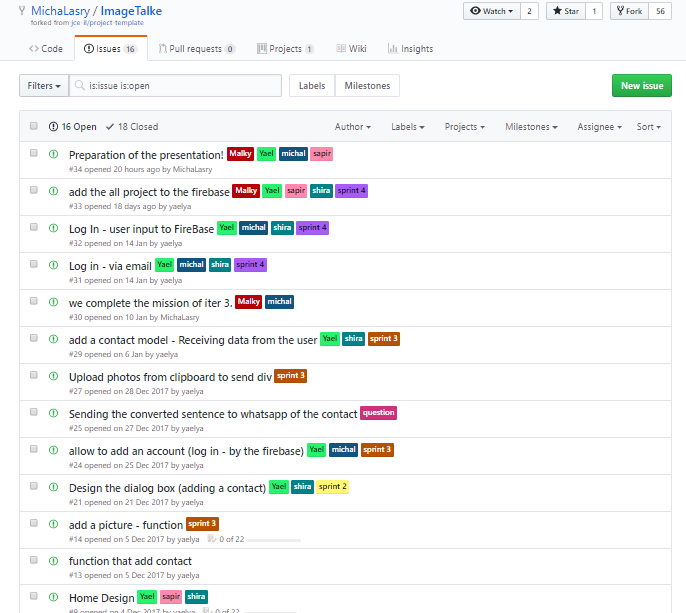 MichaLasry / ImageTalke
Watch 2 Star 1 Fork 56
forked from jce-il/project-template
Code Issues 16 Pull requests 0 Projects 1 Wiki Insights
Filters is:issue is:open Labels Milestones New issue
16 Open 18 Closed Author Labels Projects Milestones Assignee Sort
Preparation of the presentation! Malky Yael michal sapir
#34 opened 20 hours ago by MichaLasry
add the all project to the firebase Malky Yael sapir shira sprint 4
#33 opened 18 days ago by yaelya
Log In - user input to FireBase Yael michal shira sprint 4
#32 opened on 14 Jan by yaelya
Log in - via email Yael michal shira sprint 4
#31 opened on 14 Jan by yaelya
we complete the mission of iter 3. Malky michal
#30 opened on 10 Jan by MichaLasry
add a contact model - Receiving data from the user Yael shira sprint 3
#29 opened on 6 Jan by yaelya
Upload photos from clipboard to send div sprint 3
#27 opened on 28 Dec 2017 by yaelya
Sending the converted sentence to whatsapp of the contact question
#25 opened on 27 Dec 2017 by yaelya
allow to add an account (log in - by the firebase) Yael michal sprint 3
#24 opened on 25 Dec 2017 by yaelya
Design the dialog box (adding a contact) Yael shira sprint 2
#21 opened on 21 Dec 2017 by yaelya
add a picture - function sprint 3
#14 opened on 5 Dec 2017 by yaelya 0 of 22
function that add contact
#13 opened on 5 Dec 2017 by yaelya
Home Design Yael sapir shira
#9 opened on 4 Dec 2017 by yaelya 0 of 22